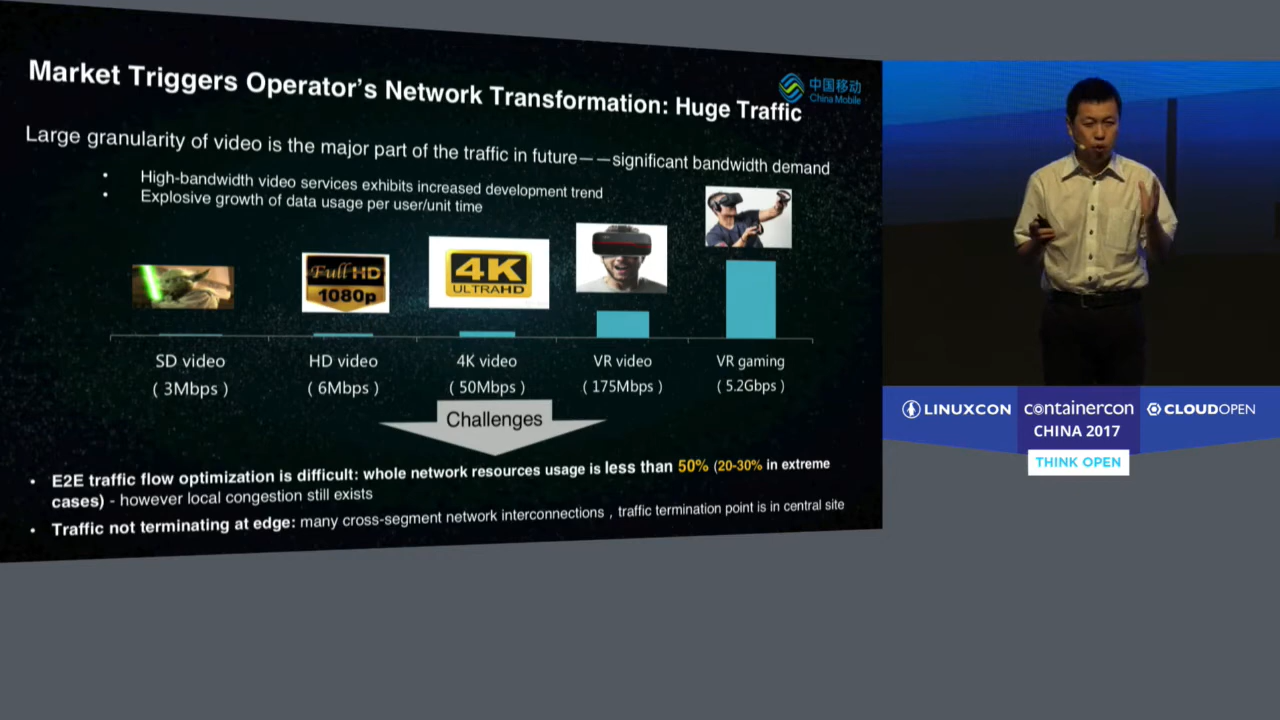 Market Triggers Operator's Network Transformation: Huge Traffic
中国移动
China Mobile
Large granularity of video is the major part of the traffic in future——significant bandwidth demand
• High-bandwidth video services exhibits increased development trend
• Explosive growth of data usage per user/unit time
Full HD
1080p
4K
ULTRAHD
SD video
HD video
4K video
VR video
VR gaming
( 3Mbps )
( 6Mbps )
( 50Mbps )
( 175Mbps )
( 5.2Gbps )
Challenges
• E2E traffic flow optimization is difficult: whole network resources usage is less than 50% (20-30% in extreme
cases) - however local congestion still exists
• Traffic not terminating at edge: many cross-segment network interconnections , traffic termination point is in central site
LINUXCON
containercon
CLOUDOPEN
CHINA 2017
THINK OPEN